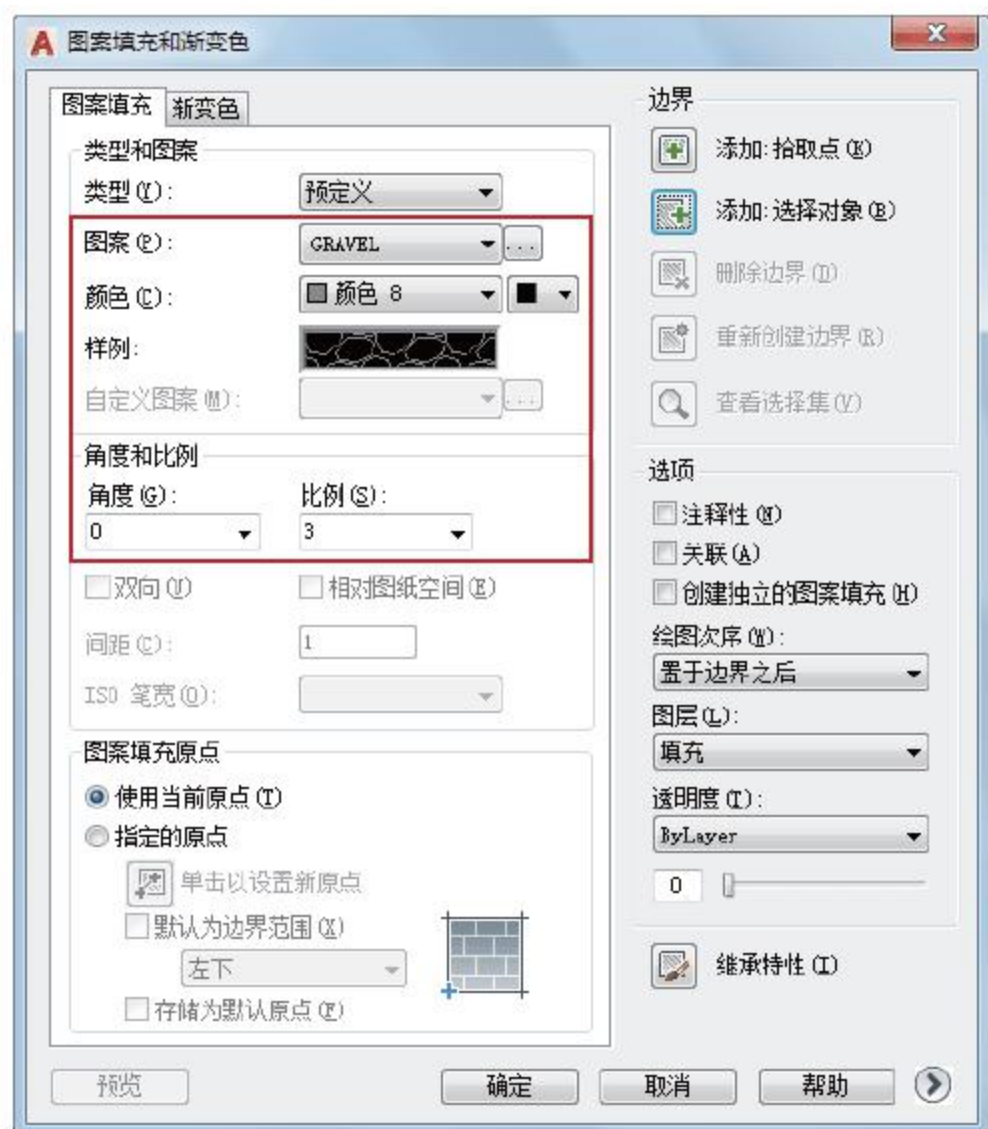 图案填充和渐变色
图案填充 渐变色
类型和图案
类型(Y): 预定义
图案(P): GRAVEL ...
颜色(C): 颜色 8
样例:
自定义图案(M): ...
角度和比例
角度(G): 比例(S):
0 3
双向(U) 相对图纸空间(E)
间距(C): 1
ISO 笔宽(O):
图案填充原点
使用当前原点(T)
指定的原点
单击以设置新原点
默认为边界范围(X)
左下
存储为默认原点(F)
边界
添加:拾取点(K)
添加:选择对象(B)
删除边界(D)
重新创建边界(R)
查看选择集(V)
选项
注释性(N)
关联(A)
创建独立的图案填充(H)
绘图次序(W):
置于边界之后
图层(L):
填充
透明度(T):
ByLayer
0
继承特性(I)
预览 确定 取消 帮助